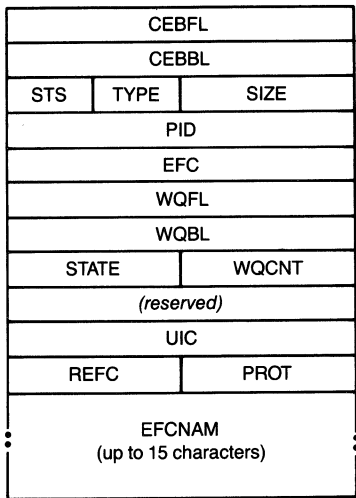 CEBFL
CEBBL
STS TYPE SIZE
PID
EFC
WQFL
WQBL
STATE WQCNT
(reserved)
UIC
REFC PROT
EFCNAM
(up to 15 characters)